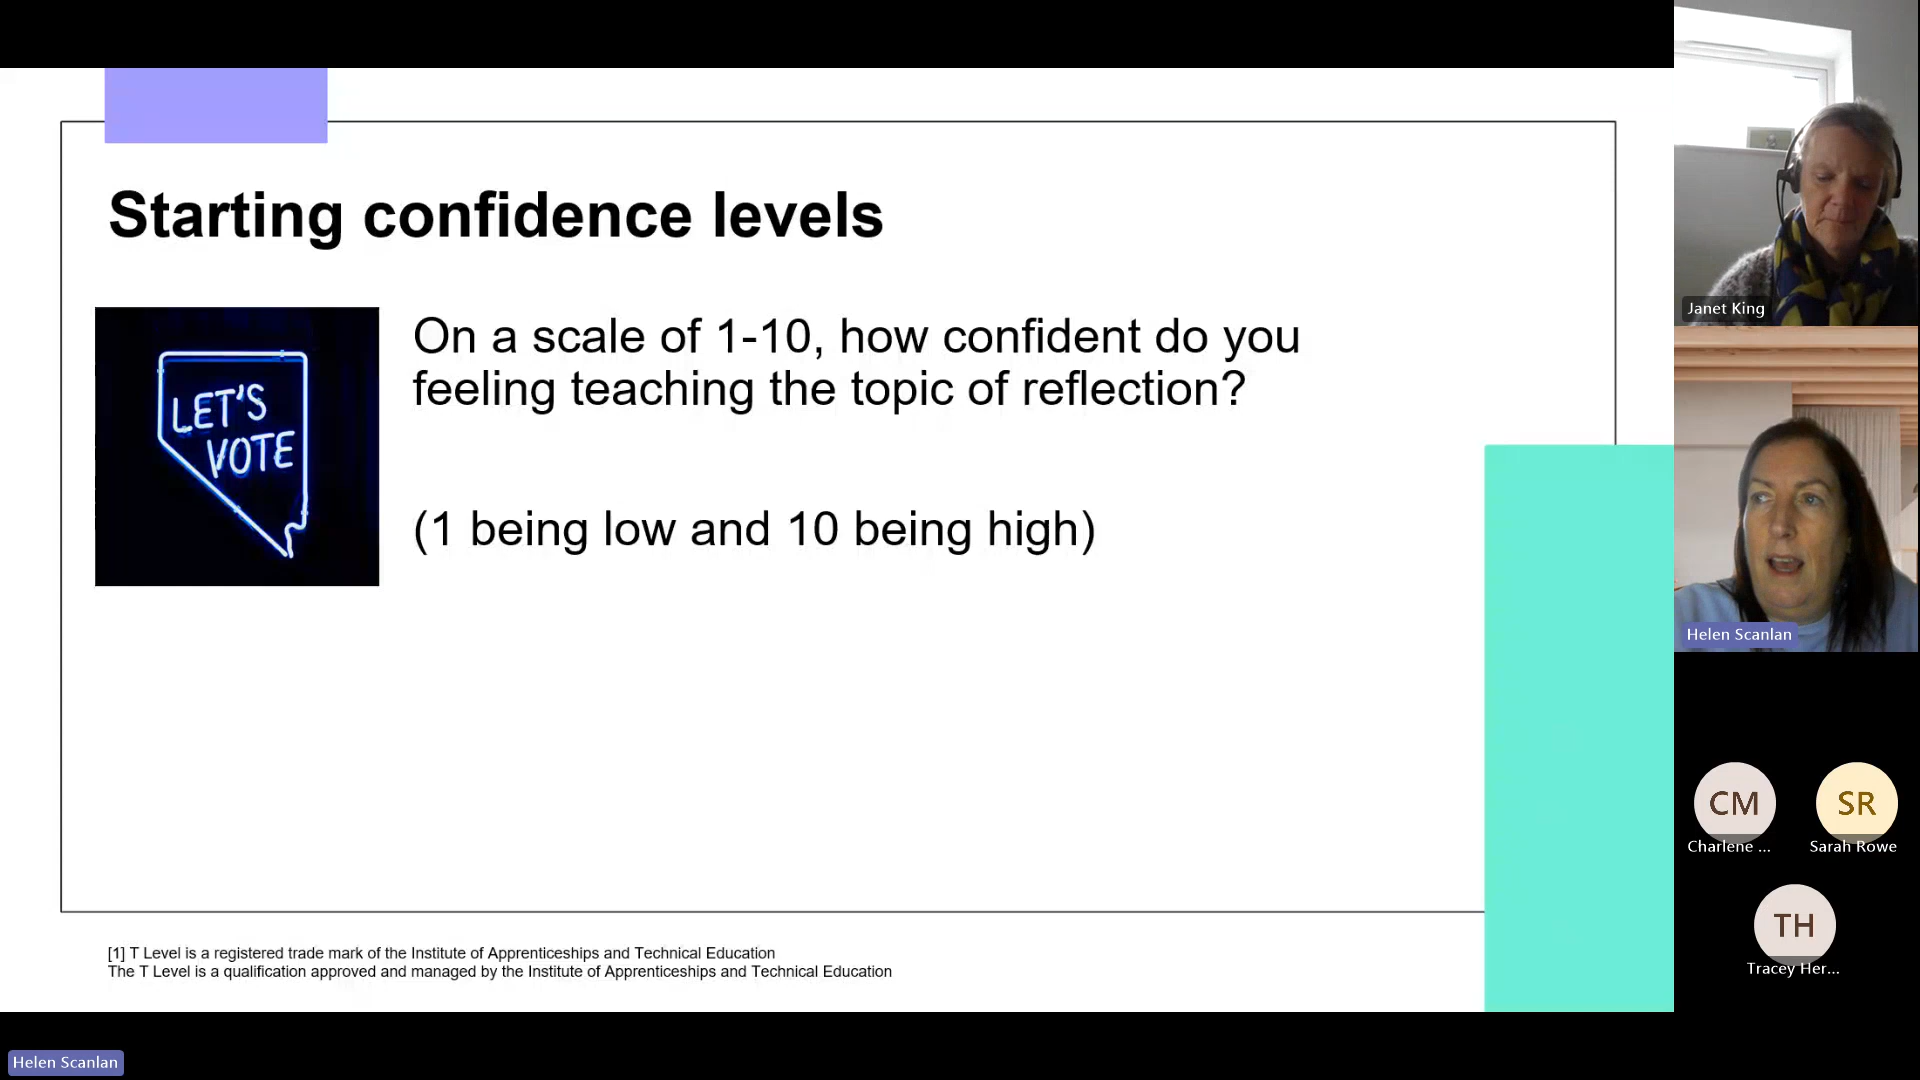 Starting confidence levels
LET'S
VOTE
On a scale of 1-10, how confident do you
feeling teaching the topic of reflection?
(1 being low and 10 being high)
[1] T Level is a registered trade mark of the Institute of Apprenticeships and Technical Education
The T Level is a qualification approved and managed by the Institute of Apprenticeships and Technical Education
Helen Scanlan
Janet King
Helen Scanlan
CM
Charlene ...
SR
Sarah Rowe
TH
Tracey Her...